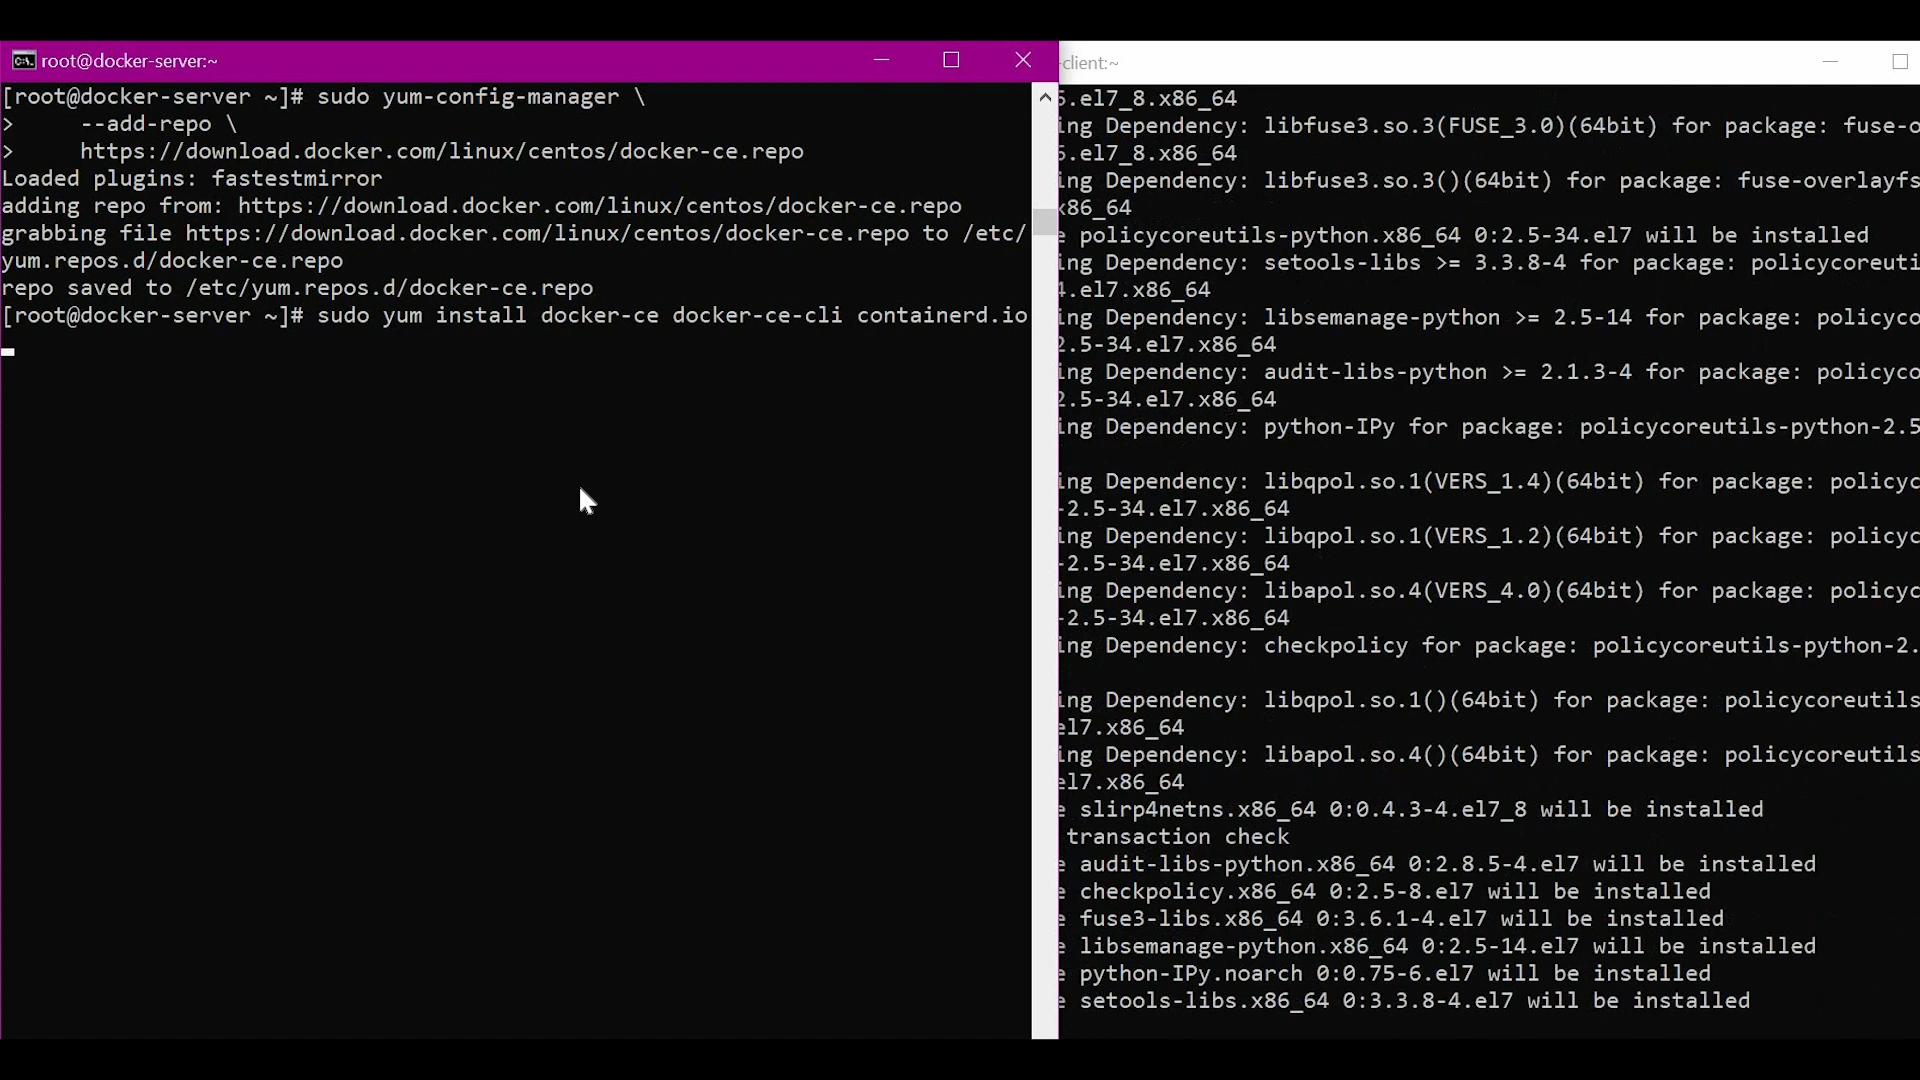 root@docker-server:~
[root@docker-server ~]# sudo yum-config-manager \
>     --add-repo \
>     https://download.docker.com/linux/centos/docker-ce.repo
Loaded plugins: fastestmirror
adding repo from: https://download.docker.com/linux/centos/docker-ce.repo
grabbing file https://download.docker.com/linux/centos/docker-ce.repo to /etc/
yum.repos.d/docker-ce.repo
repo saved to /etc/yum.repos.d/docker-ce.repo
[root@docker-server ~]# sudo yum install docker-ce docker-ce-cli containerd.io
client:~
.el7_8.x86_64
ing Dependency: libfuse3.so.3(FUSE_3.0)(64bit) for package: fuse-o
.el7_8.x86_64
ing Dependency: libfuse3.so.3()(64bit) for package: fuse-overlayfs
x86_64
policycoreutils-python.x86_64 0:2.5-34.el7 will be installed
ing Dependency: setools-libs >= 3.3.8-4 for package: policycoreuti
.el7.x86_64
ing Dependency: libsemanage-python >= 2.5-14 for package: policyco
2.5-34.el7.x86_64
ing Dependency: audit-libs-python >= 2.1.3-4 for package: policyco
2.5-34.el7.x86_64
ing Dependency: python-IPy for package: policycoreutils-python-2.5
ing Dependency: libqpol.so.1(VERS_1.4)(64bit) for package: policyc
-2.5-34.el7.x86_64
ing Dependency: libqpol.so.1(VERS_1.2)(64bit) for package: policyc
-2.5-34.el7.x86_64
ing Dependency: libapol.so.4(VERS_4.0)(64bit) for package: policyc
-2.5-34.el7.x86_64
ing Dependency: checkpolicy for package: policycoreutils-python-2.
ing Dependency: libqpol.so.1()(64bit) for package: policycoreutils
el7.x86_64
ing Dependency: libapol.so.4()(64bit) for package: policycoreutils
el7.x86_64
slirp4netns.x86_64 0:0.4.3-4.el7_8 will be installed
transaction check
audit-libs-python.x86_64 0:2.8.5-4.el7 will be installed
checkpolicy.x86_64 0:2.5-8.el7 will be installed
fuse3-libs.x86_64 0:3.6.1-4.el7 will be installed
libsemanage-python.x86_64 0:2.5-14.el7 will be installed
python-IPy.noarch 0:0.75-6.el7 will be installed
setools-libs.x86_64 0:3.3.8-4.el7 will be installed